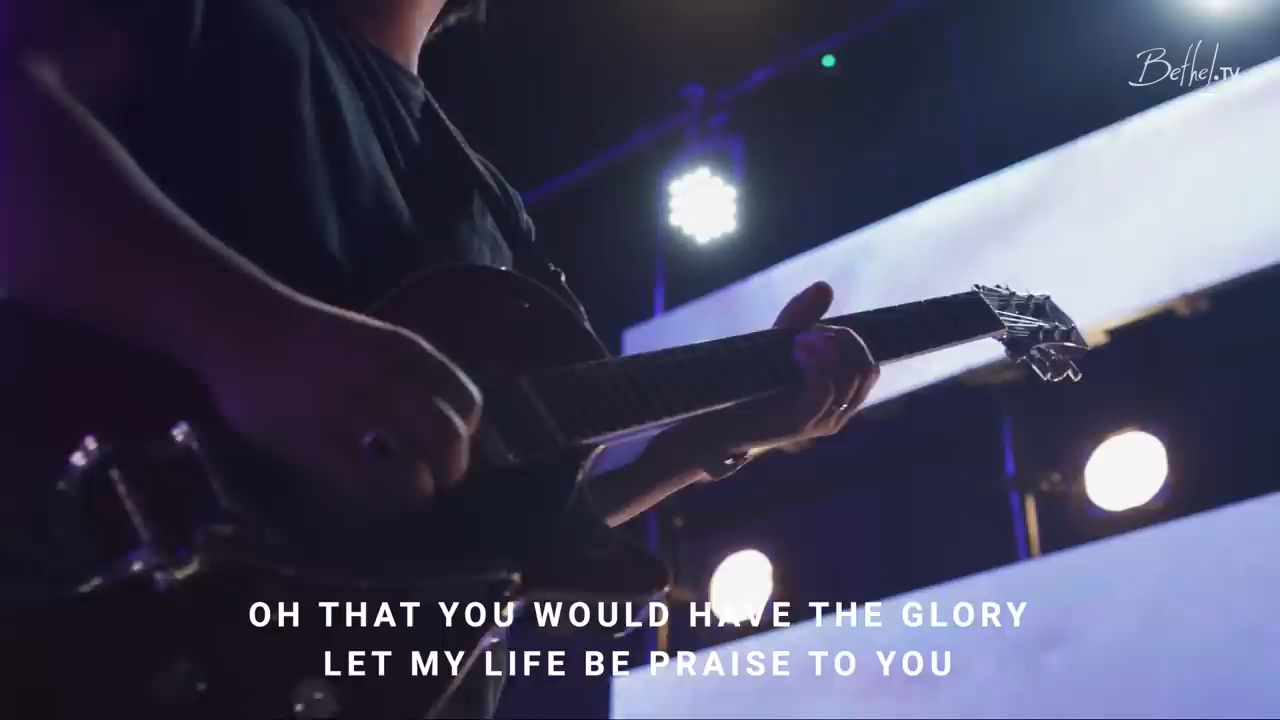 Bethel.TV
OH THAT YOU WOULD HAVE THE GLORY
LET MY LIFE BE PRAISE TO YOU